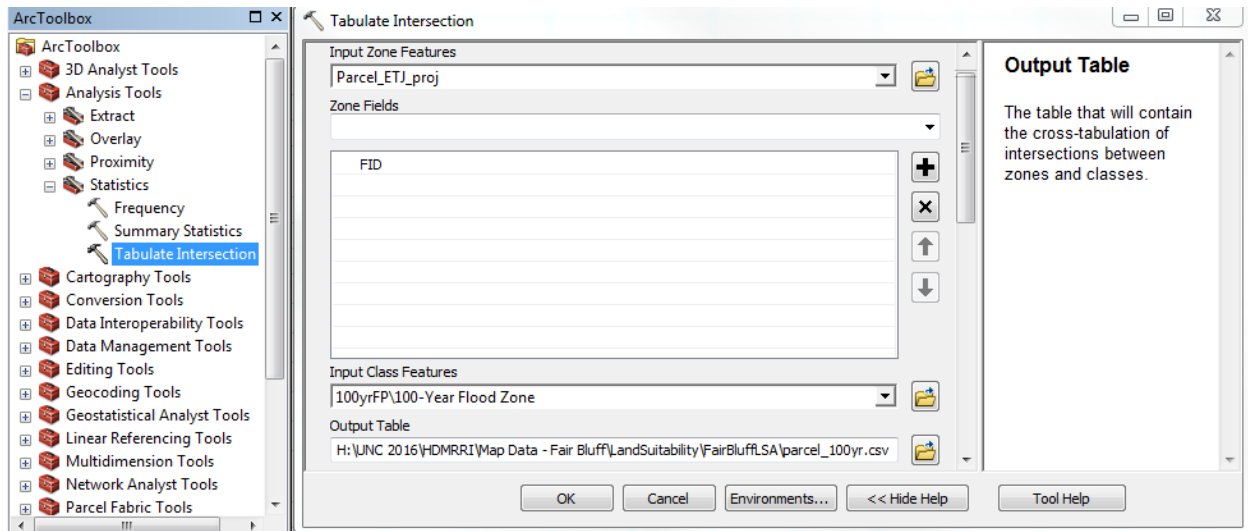 ArcToolbox
ArcToolbox
3D Analyst Tools
Analysis Tools
Extract
Overlay
Proximity
Statistics
Frequency
Summary Statistics
Tabulate Intersection
Cartography Tools
Conversion Tools
Data Interoperability Tools
Data Management Tools
Editing Tools
Geocoding Tools
Geostatistical Analyst Tools
Linear Referencing Tools
Multidimension Tools
Network Analyst Tools
Parcel Fabric Tools
Tabulate Intersection
Input Zone Features
Parcel_ETJ_proj
Zone Fields
FID
Input Class Features
100yrFP\100-Year Flood Zone
Output Table
H:\UNC 2016\HDMRRI\Map Data - Fair Bluff\LandSuitability\FairBluffLSA\parcel_100yr.csv
OK Cancel Environments... << Hide Help Tool Help
Output Table
The table that will contain
the cross-tabulation of
intersections between
zones and classes.